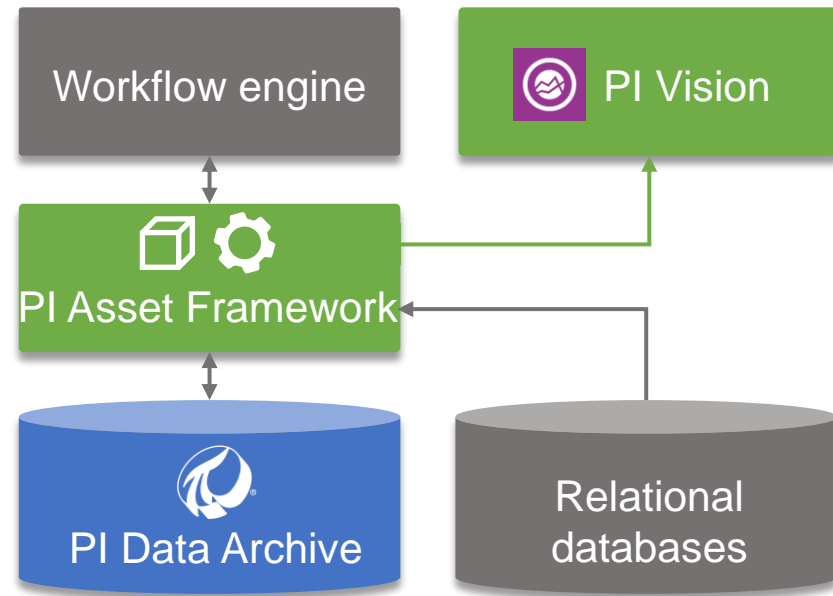 Workflow engine
PI Vision
PI Asset Framework
PI Data Archive
Relational
databases